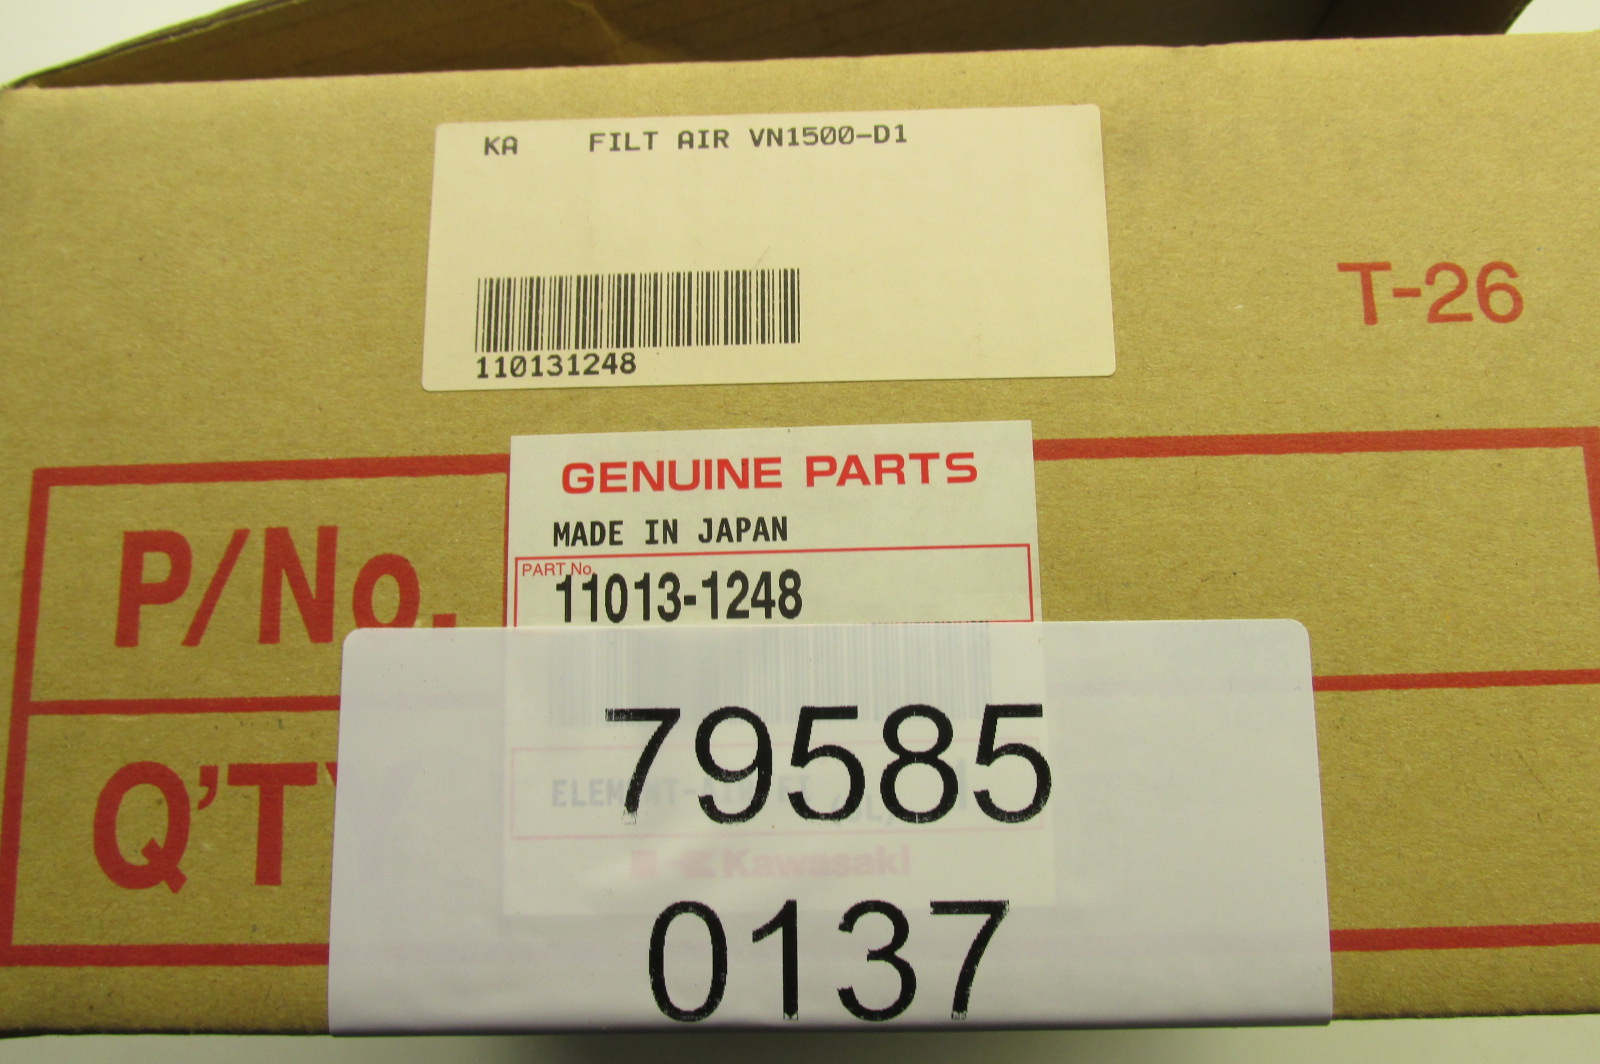 KA FILT AIR VN1500-D1
110131248
T-26
GENUINE PARTS
MADE IN JAPAN
P/No.
PART No.
11013-1248
79585
Q'TY
Kawasaki
0137